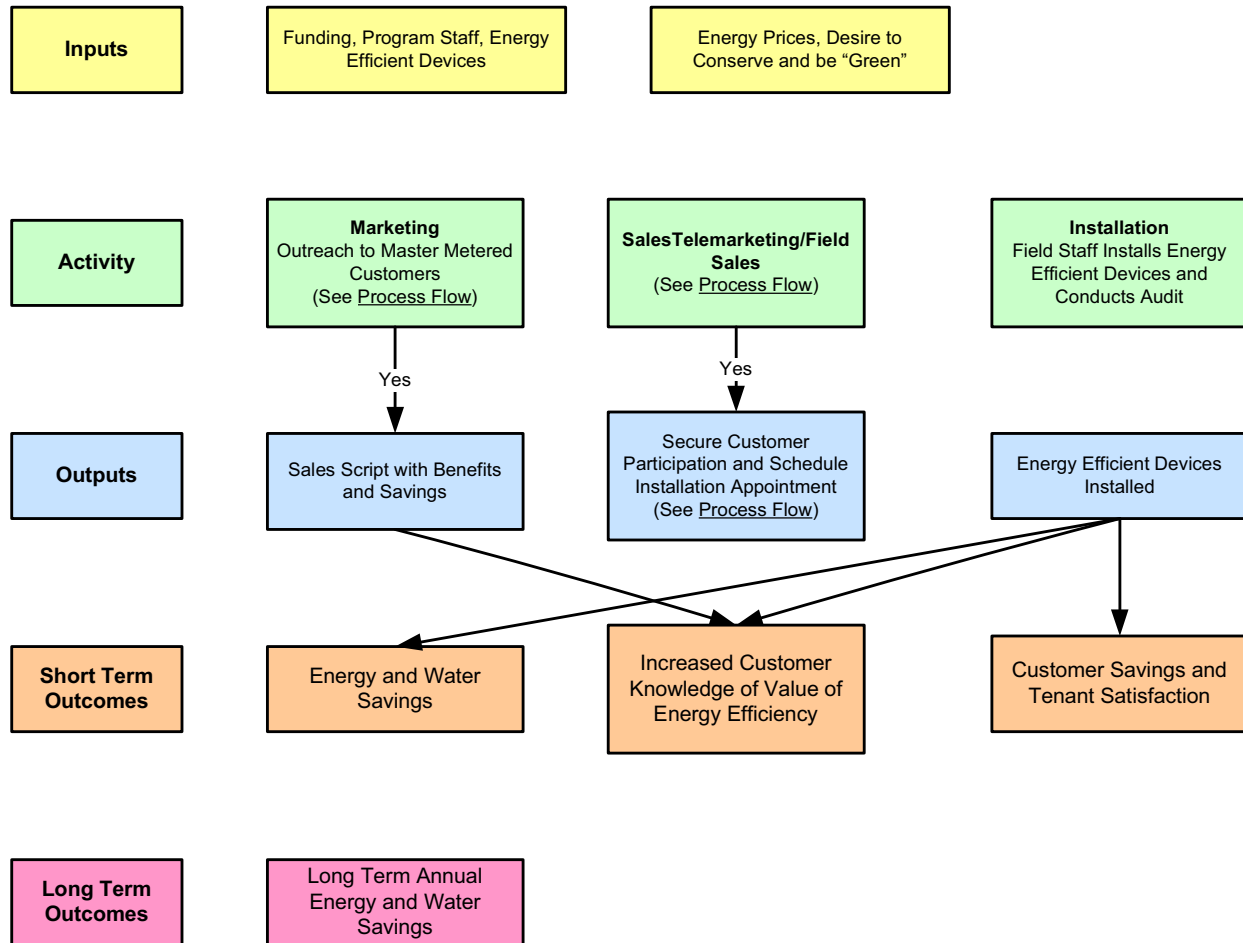 Inputs
Funding, Program Staff, Energy
Efficient Devices
Energy Prices, Desire to
Conserve and be “Green”
Activity
Marketing
Outreach to Master Metered
Customers
(See Process Flow)
SalesTelemarketing/Field
Sales
(See Process Flow)
Installation
Field Staff Installs Energy
Efficient Devices and
Conducts Audit
Yes
Yes
Outputs
Sales Script with Benefits
and Savings
Secure Customer
Participation and Schedule
Installation Appointment
(See Process Flow)
Energy Efficient Devices
Installed
Short Term
Outcomes
Energy and Water
Savings
Increased Customer
Knowledge of Value of
Energy Efficiency
Customer Savings and
Tenant Satisfaction
Long Term
Outcomes
Long Term Annual
Energy and Water
Savings